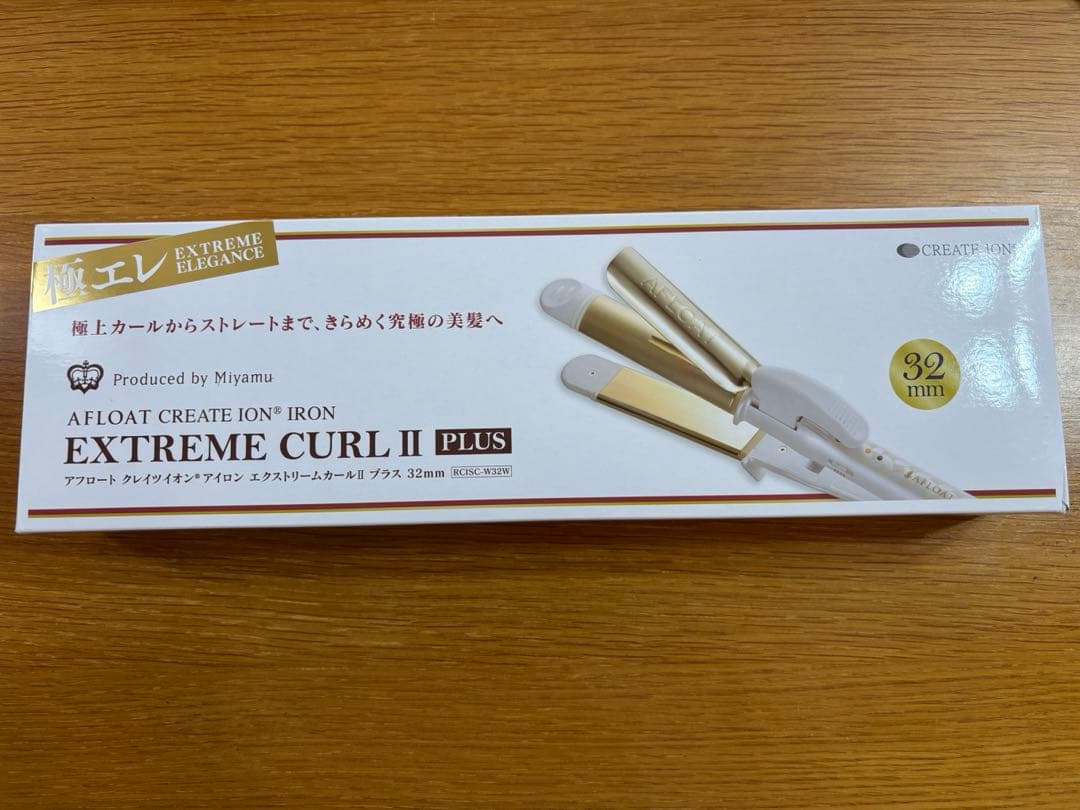 極エレ EXTREME ELEGANCE
CREATE ION®
極上カールからストレートまで、きらめく究極の美髪へ
Produced by Miyamu
32
mm
AFLOAT CREATE ION® IRON
EXTREME CURL II PLUS
アフロート クレイツイオン® アイロン エクストリームカールII プラス 32mm RCISC-W32W
AFLOAT
AFLOAT